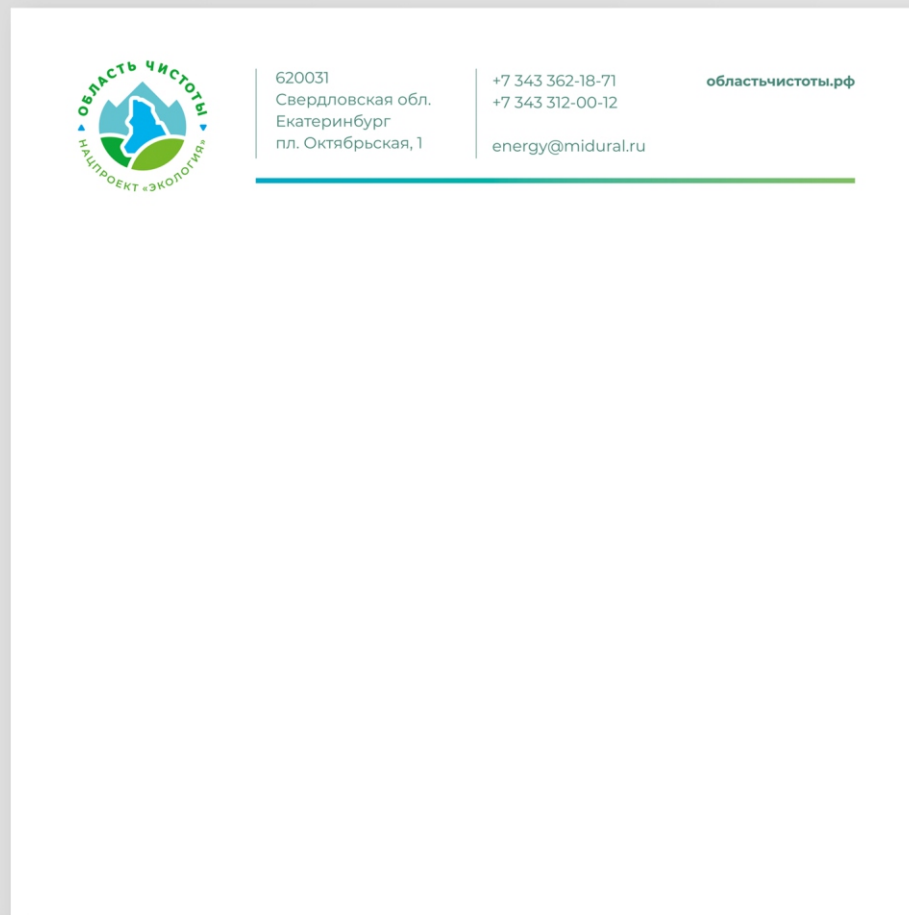 ОБЛАСТЬ ЧИСТОТЫ
НАЦПРОЕКТ «ЭКОЛОГИЯ»
620031
Свердловская обл.
Екатеринбург
пл. Октябрьская, 1
+7 343 362-18-71
+7 343 312-00-12
energy@midural.ru
областьчистоты.рф